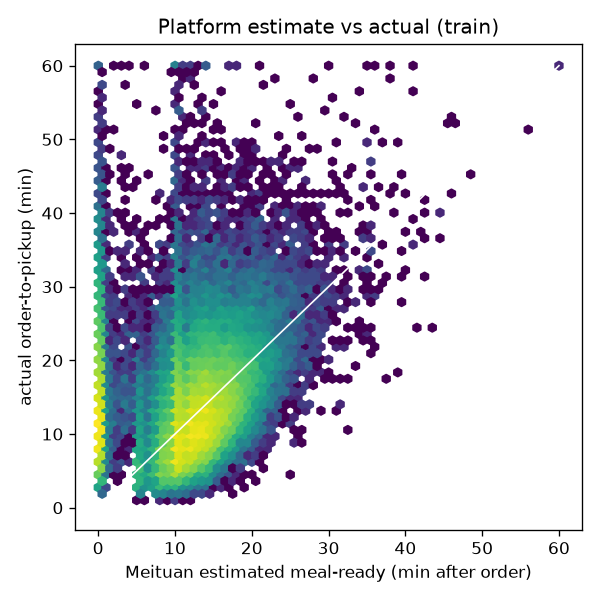 Platform estimate vs actual (train)
60
50
40
30
20
10
0
actual order-to-pickup (min)
0 10 20 30 40 50 60
Meituan estimated meal-ready (min after order)